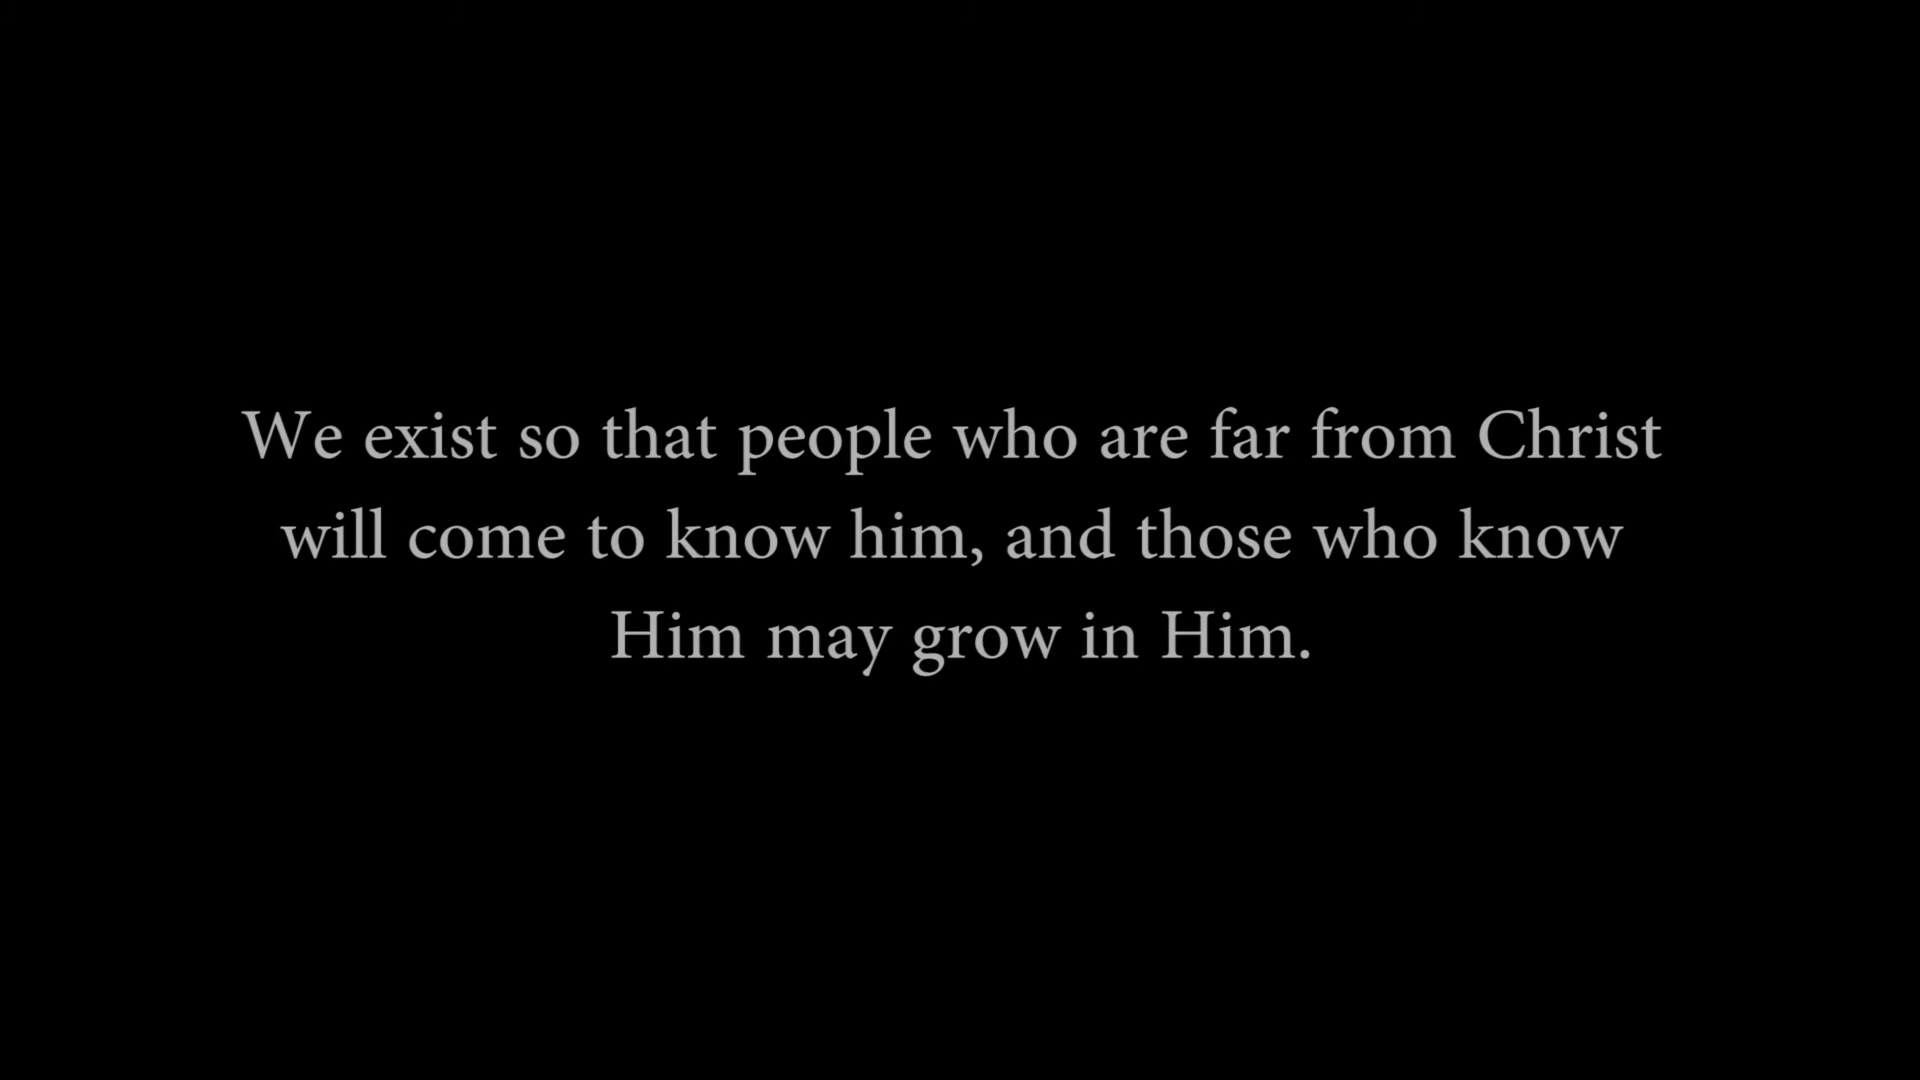 We exist so that people who are far from Christ
will come to know him, and those who know
Him may grow in Him.